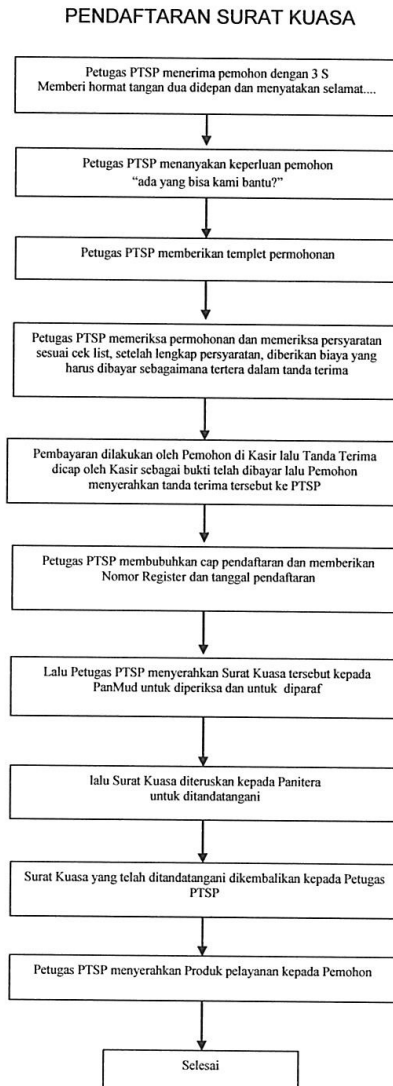 PENDAFTARAN SURAT KUASA
Petugas PTSP menerima pemohon dengan 3 S
Memberi hormat tangan dua didepan dan menyatakan selamat....
Petugas PTSP menanyakan keperluan pemohon
“ada yang bisa kami bantu?”
Petugas PTSP memberikan templet permohonan
Petugas PTSP memeriksa permohonan dan memeriksa persyaratan
sesuai cek list, setelah lengkap persyaratan, diberikan biaya yang
harus dibayar sebagaimana tertera dalam tanda terima
Pembayaran dilakukan oleh Pemohon di Kasir lalu Tanda Terima
dicap oleh Kasir sebagai bukti telah dibayar lalu Pemohon
menyerahkan tanda terima tersebut ke PTSP
Petugas PTSP membubuhkan cap pendaftaran dan memberikan
Nomor Register dan tanggal pendaftaran
Lalu Petugas PTSP menyerahkan Surat Kuasa tersebut kepada
PanMud untuk diperiksa dan untuk diparaf
lalu Surat Kuasa diteruskan kepada Panitera
untuk ditandatangani
Surat Kuasa yang telah ditandatangani dikembalikan kepada Petugas
PTSP
Petugas PTSP menyerahkan Produk pelayanan kepada Pemohon
Selesai